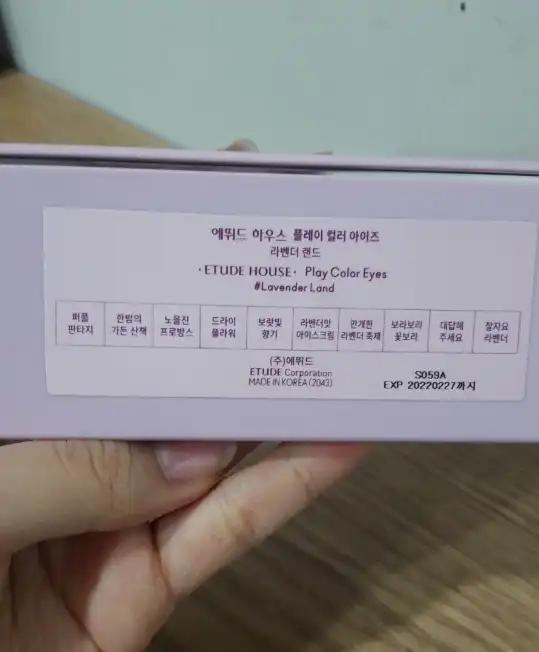 에뛰드 하우스 플레이 컬러 아이즈
라벤더 랜드
·ETUDE HOUSE· Play Color Eyes
#Lavender Land
퍼플
판타지
한밤의
가든 산책
노을진
프로방스
드라이
플라워
보랏빛
향기
라벤더맛
아이스크림
만개한
라벤더 축제
보라보라
꽃보라
대답해
주세요
잘자요
라벤더
(주)에뛰드
ETUDE Corporation
MADE IN KOREA (2043)
S059A
EXP 20220227까지